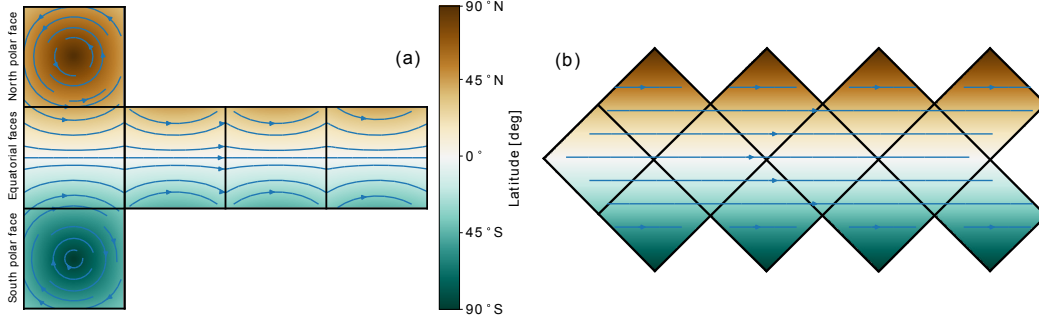 North polar face
Equatorial faces
South polar face
(a)
90°N
45°N
0°
45°S
90°S
Latitude [deg]
(b)